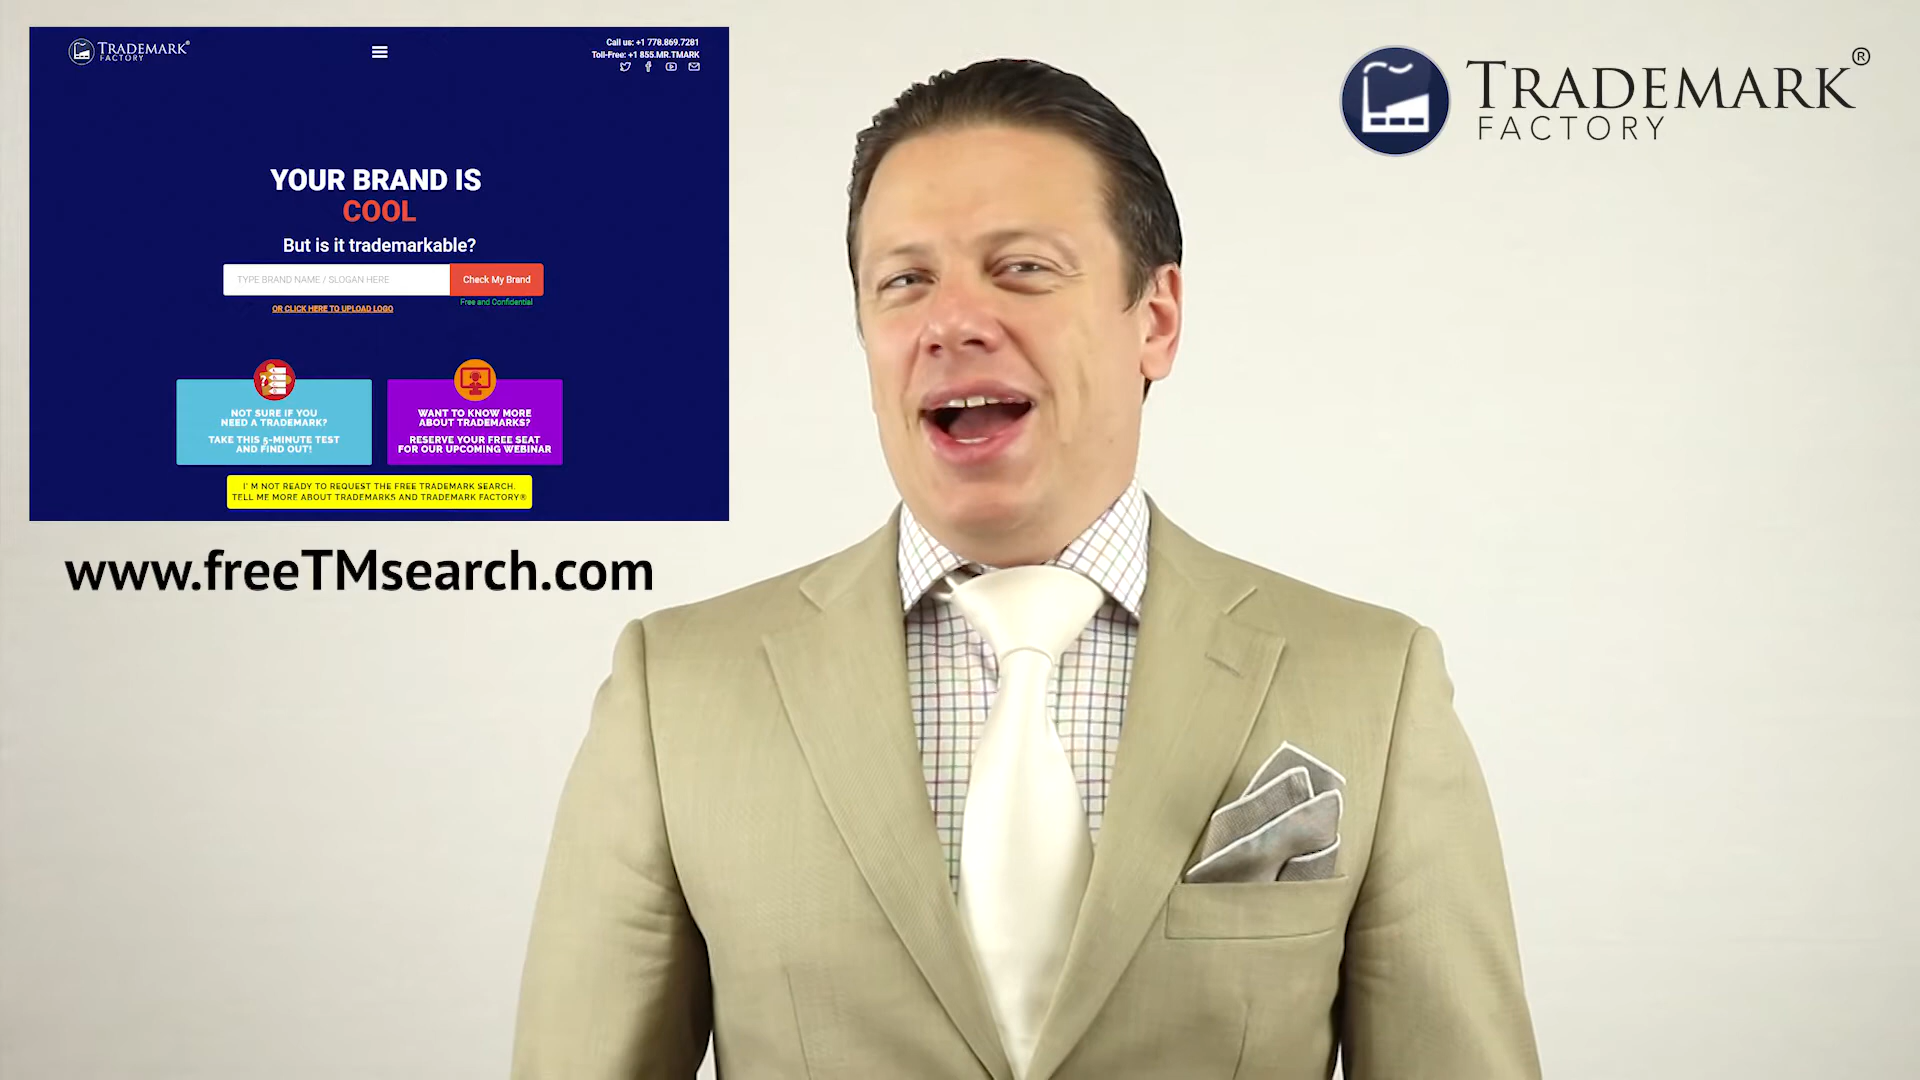 TRADEMARK®
FACTORY
Call us: +1 778.869.7281
Toll-Free: +1 855.MR.TMARK
YOUR BRAND IS
COOL
But is it trademarkable?
TYPE BRAND NAME / SLOGAN HERE
Check My Brand
OR CLICK HERE TO UPLOAD LOGO
Free and Confidential
NOT SURE IF YOU
NEED A TRADEMARK?
TAKE THIS 5-MINUTE TEST
AND FIND OUT!
WANT TO KNOW MORE
ABOUT TRADEMARKS?
RESERVE YOUR FREE SEAT
FOR OUR UPCOMING WEBINAR
I' M NOT READY TO REQUEST THE FREE TRADEMARK SEARCH.
TELL ME MORE ABOUT TRADEMARKS AND TRADEMARK FACTORY®
www.freeTMsearch.com
TRADEMARK®
FACTORY